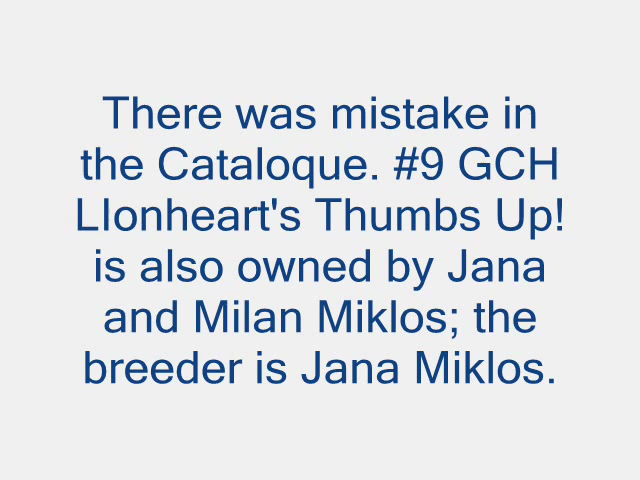 There was mistake in
the Cataloque. #9 GCH
LIonheart's Thumbs Up!
is also owned by Jana
and Milan Miklos; the
breeder is Jana Miklos.